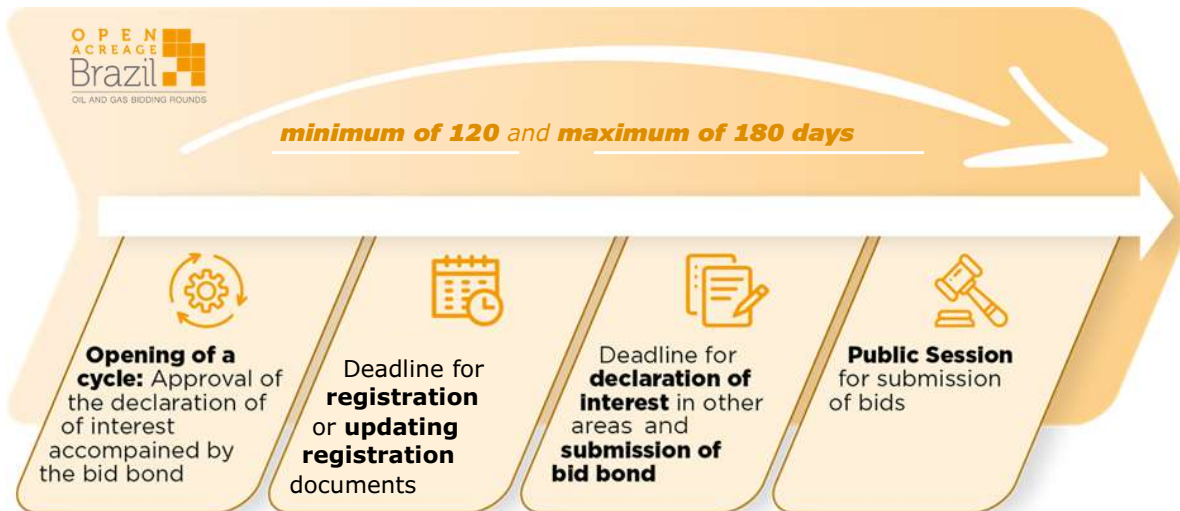 OPEN
ACREAGE
Brazil
OIL AND GAS BIDDING ROUNDS
minimum of 120 and maximum of 180 days
Opening of a
cycle: Approval of
the declaration of
of interest
accompained by
the bid bond
Deadline for
registration
or updating
registration
documents
Deadline for
declaration of
interest in other
areas and
submission of
bid bond
Public Session
for submission
of bids